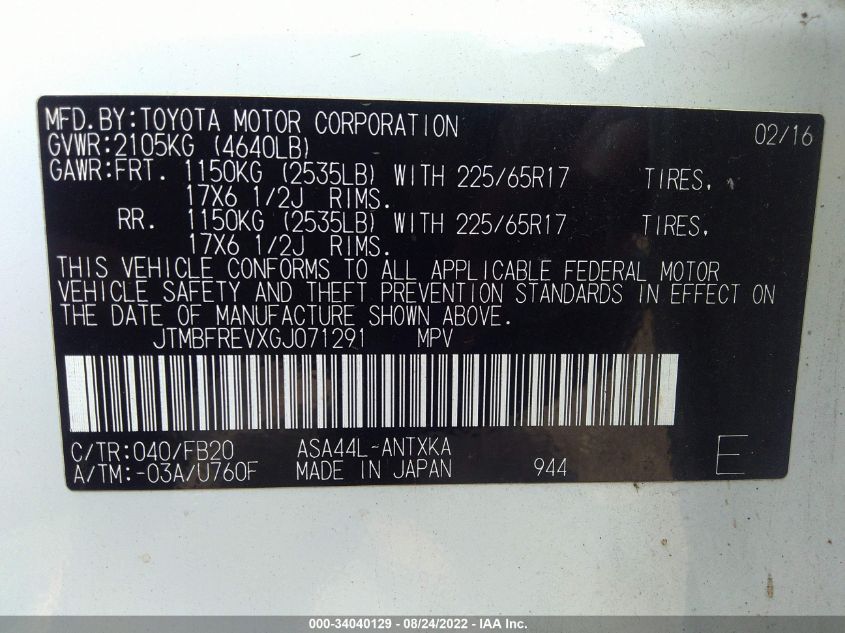 MFD.BY:TOYOTA MOTOR CORPORATION 02/16
GVWR:2105KG (4640LB)
GAWR:FRT. 1150KG (2535LB) WITH 225/65R17 TIRES,
17X6 1/2J RIMS.
RR. 1150KG (2535LB) WITH 225/65R17 TIRES,
17X6 1/2J RIMS.
THIS VEHICLE CONFORMS TO ALL APPLICABLE FEDERAL MOTOR
VEHICLE SAFETY AND THEFT PREVENTION STANDARDS IN EFFECT ON
THE DATE OF MANUFACTURE SHOWN ABOVE.
JTMBFREVXGJ071291 MPV
C/TR:040/FB20 ASA44L-ANTXKA
A/TM:-03A/U760F MADE IN JAPAN 944 E
000-34040129 - 08/24/2022 - IAA Inc.